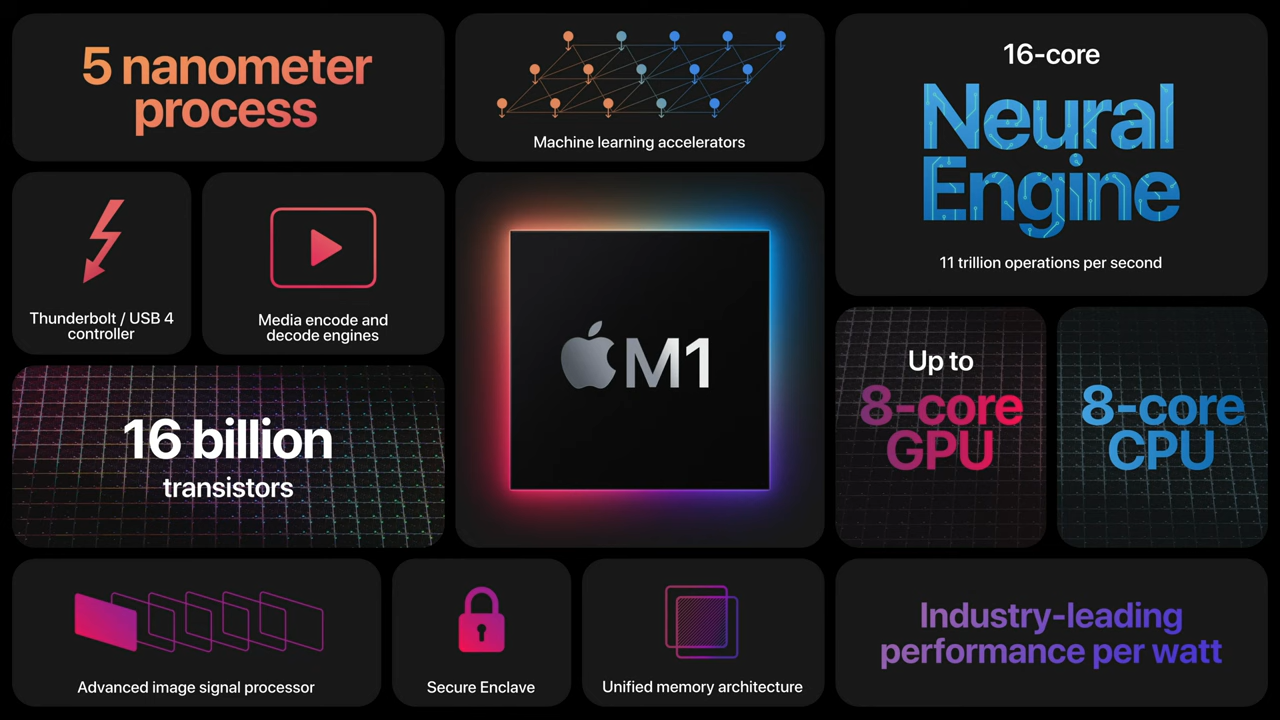 5 nanometer
process
Machine learning accelerators
16-core
Neural
Engine
11 trillion operations per second
Thunderbolt / USB 4
controller
Media encode and
decode engines
M1
Up to
8-core
GPU
8-core
CPU
16 billion
transistors
Advanced image signal processor
Secure Enclave
Unified memory architecture
Industry-leading
performance per watt